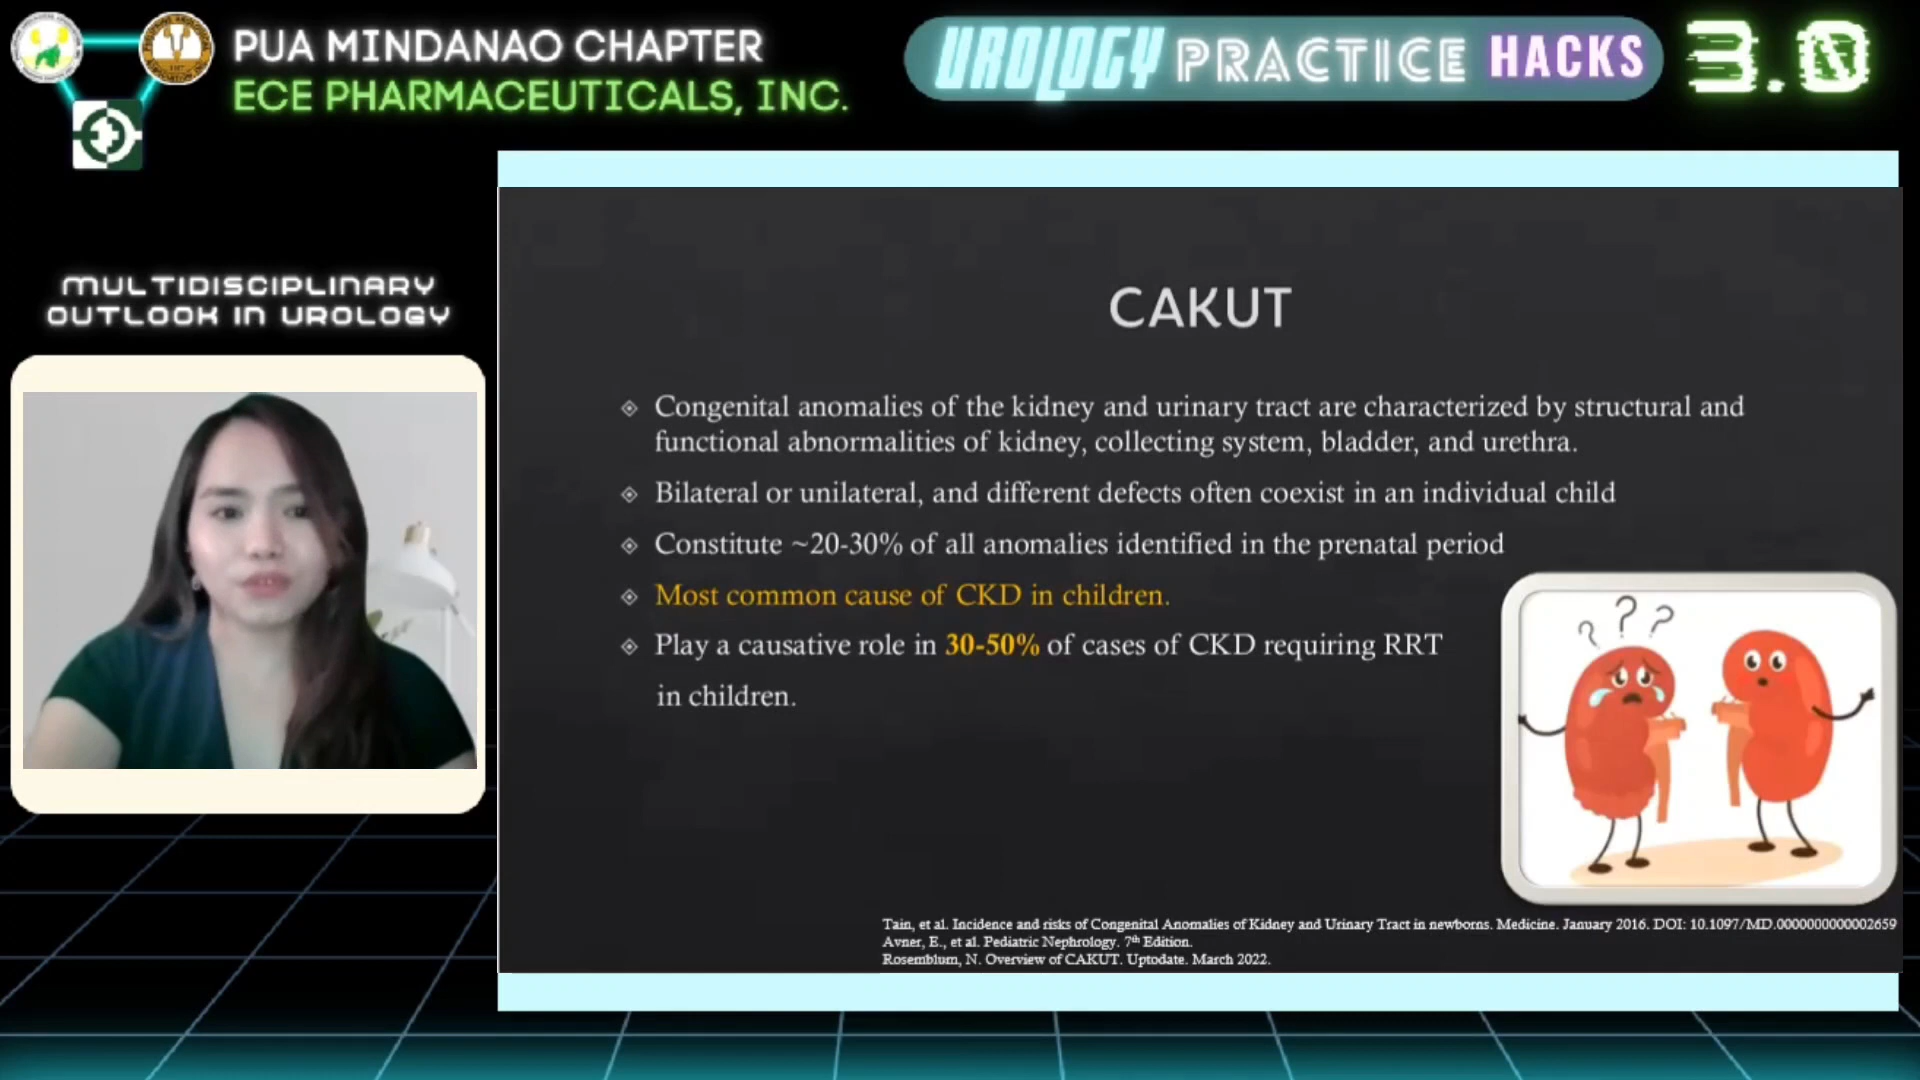 PUA MINDANAO CHAPTER
ECE PHARMACEUTICALS, INC.
UROLOGY PRACTICE HACKS 3.0
MULTIDISCIPLINARY
OUTLOOK IN UROLOGY
CAKUT
Congenital anomalies of the kidney and urinary tract are characterized by structural and
functional abnormalities of kidney, collecting system, bladder, and urethra.
Bilateral or unilateral, and different defects often coexist in an individual child
Constitute ~20-30% of all anomalies identified in the prenatal period
Most common cause of CKD in children.
Play a causative role in 30-50% of cases of CKD requiring RRT
in children.
? ? ?
Tain, et al. Incidence and risks of Congenital Anomalies of Kidney and Urinary Tract in newborns. Medicine. January 2016. DOI: 10.1097/MD.0000000000002659
Avner, E., et al. Pediatric Nephrology. 7th Edition.
Rosemblum, N. Overview of CAKUT. Uptodate. March 2022.